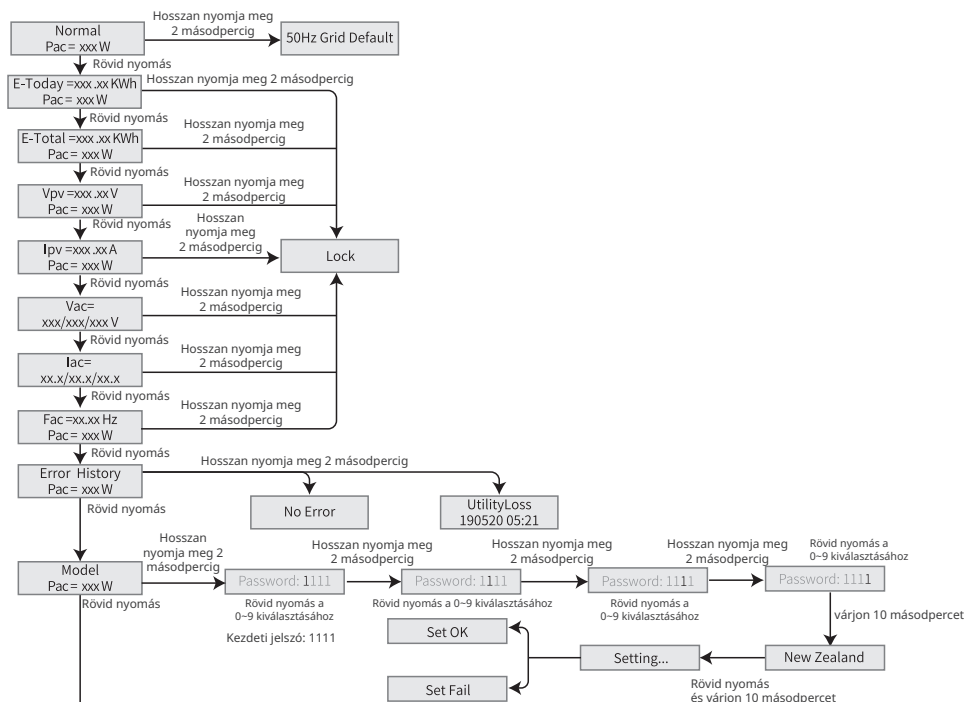 Hosszan nyomja meg
2 másodpercig
Normal
Pac= xxx W
50Hz Grid Default
Rövid nyomás
E-Today =xxx.xx KWh
Pac= xxx W
Hosszan nyomja meg 2 másodpercig
Rövid nyomás
E-Total =xxx.xx KWh
Pac= xxx W
Hosszan nyomja meg
2 másodpercig
Rövid nyomás
Vpv =xxx.xx V
Pac= xxx W
Hosszan nyomja meg
2 másodpercig
Rövid nyomás
Ipv =xxx.xx A
Pac= xxx W
Hosszan
nyomja meg
2 másodpercig
Lock
Rövid nyomás
Vac=
xxx/xxx/xxx V
Hosszan nyomja meg
2 másodpercig
Rövid nyomás
Iac=
xx.x/xx.x/xx.x
Hosszan nyomja meg
2 másodpercig
Rövid nyomás
Fac=xx.xx Hz
Pac= xxx W
Hosszan nyomja meg
2 másodpercig
Rövid nyomás
Error History
Pac= xxx W
Hosszan nyomja meg 2 másodpercig
No Error
UtilityLoss
190520 05:21
Rövid nyomás
Model
Pac= xxx W
Hosszan
nyomja meg 2
másodpercig
Password: 1111
Rövid nyomás a
0~9 kiválasztásához
Kezdeti jelszó: 1111
Hosszan nyomja meg
2 másodpercig
Password: 1111
Rövid nyomás a 0~9 kiválasztásához
Hosszan nyomja meg
2 másodpercig
Password: 1111
Rövid nyomás a
0~9 kiválasztásához
Hosszan nyomja meg
2 másodpercig
Rövid nyomás a
0~9 kiválasztásához
Password: 1111
Rövid nyomás
várjon 10 másodpercet
New Zealand
Rövid nyomás
és várjon 10 másodpercet
Setting...
Set OK
Set Fail